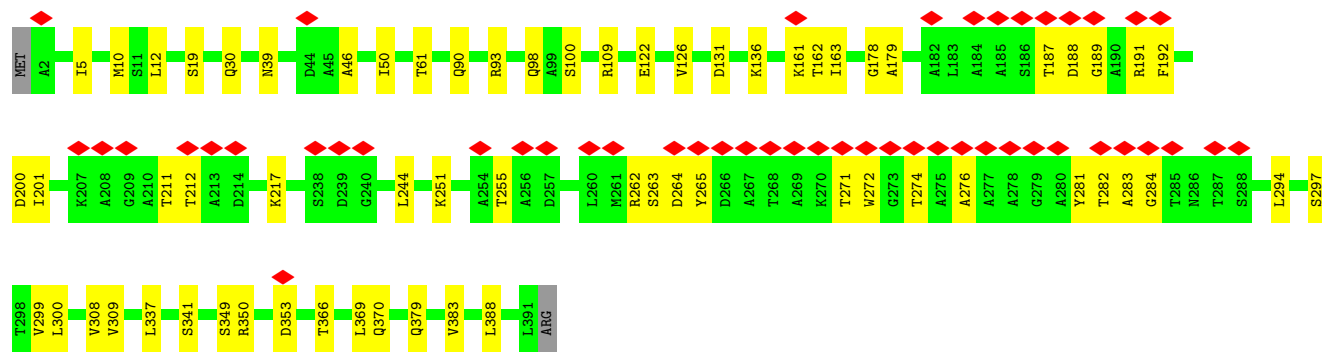 MET A2 I5 M10 S11 L12 S19 Q30 N39 D44 A45 A46 I50 T61 Q90 R93 Q98 A99 S100 R109 E122 V126 D131 K136 K161 T162 I163 G178 A179 A182 L183 A184 A185 S186 T187 D188 G189 A190 R191 F192
D200 I201 K207 A208 G209 A210 T211 T212 A213 D214 K217 S238 D239 G240 L244 K251 A254 T255 A256 D257 L260 M261 R262 S263 D264 Y265 D266 A267 T268 A269 K270 T271 W272 G273 T274 A275 A276 A277 A278 G279 A280 Y281 T282 A283 G284 T285 N286 T287 S288 L294 S297
T298 V299 L300 V308 V309 L337 S341 S349 R350 D353 T366 L369 Q370 Q379 V383 L388 L391 ARG